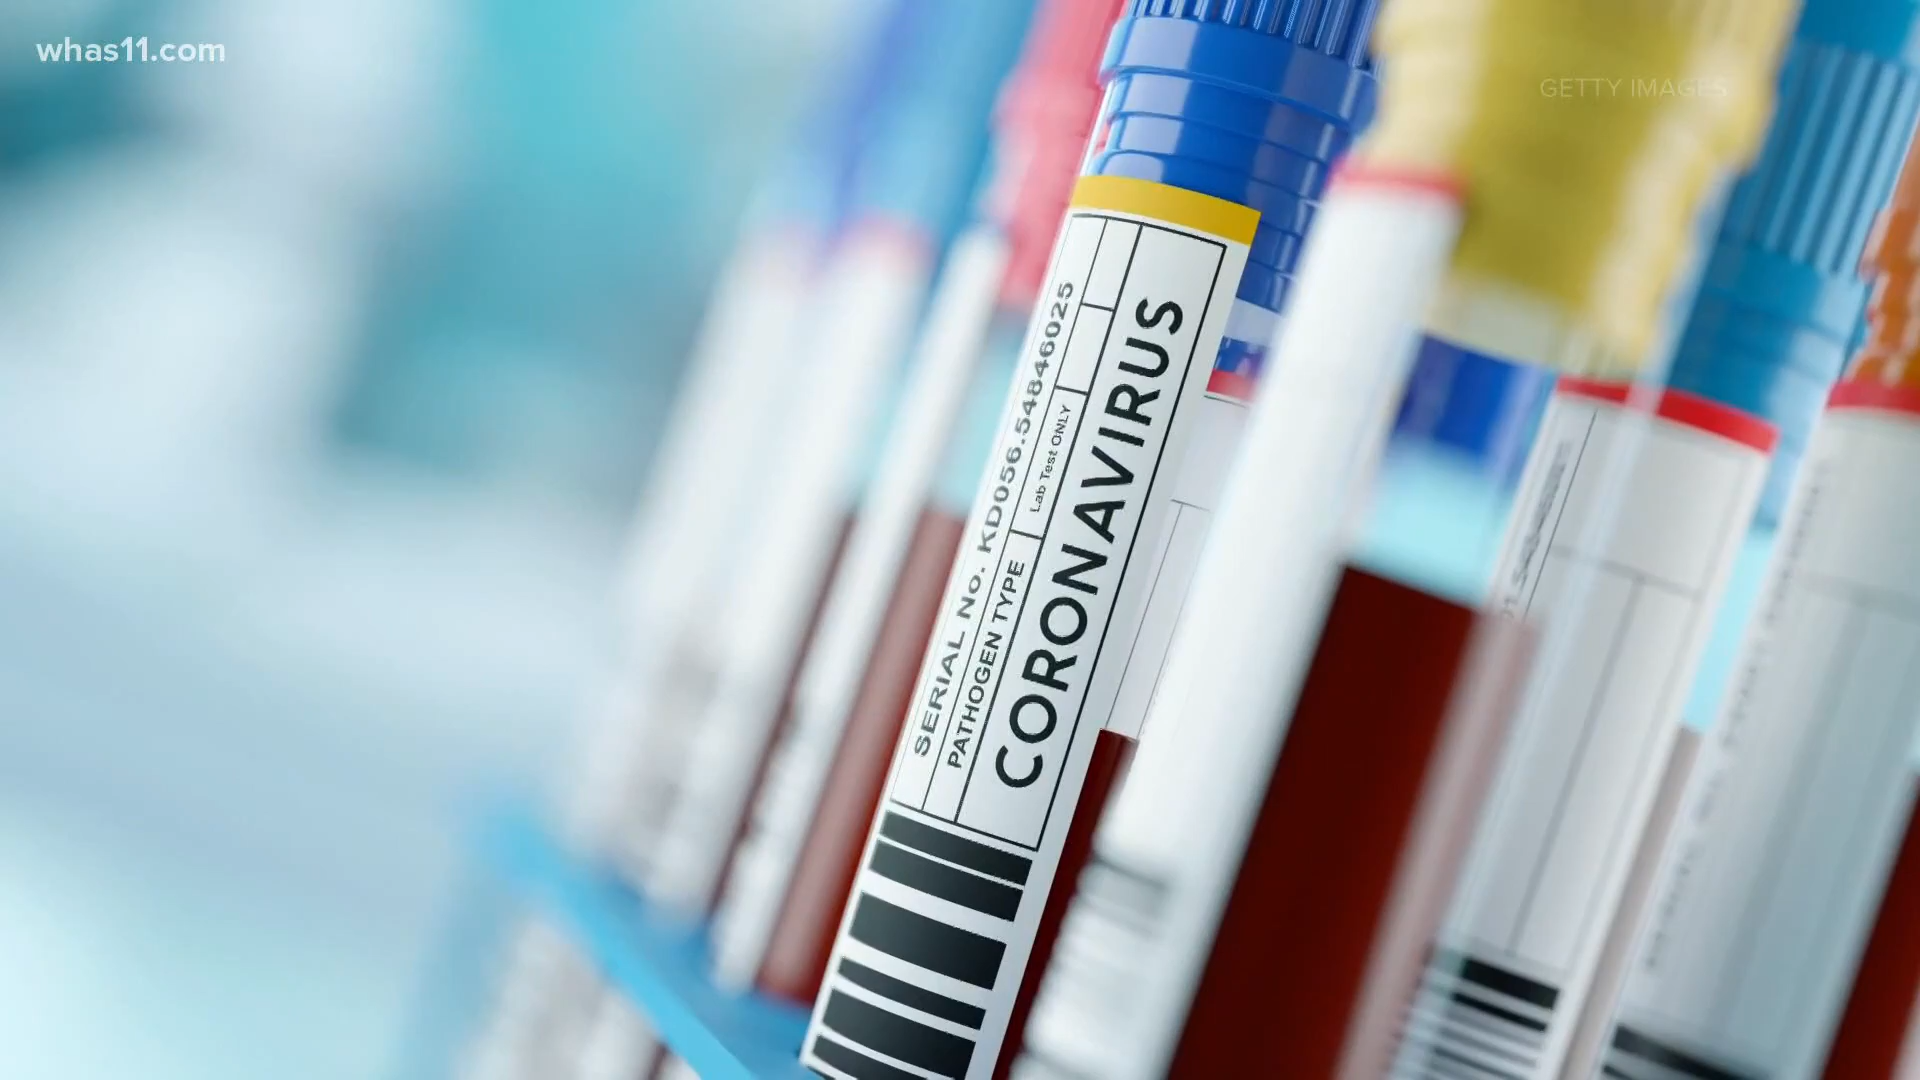 whas11.com
GETTY IMAGES
SERIAL No. KD056.54846025
PATHOGEN TYPE
Lab Test ONLY
CORONAVIRUS